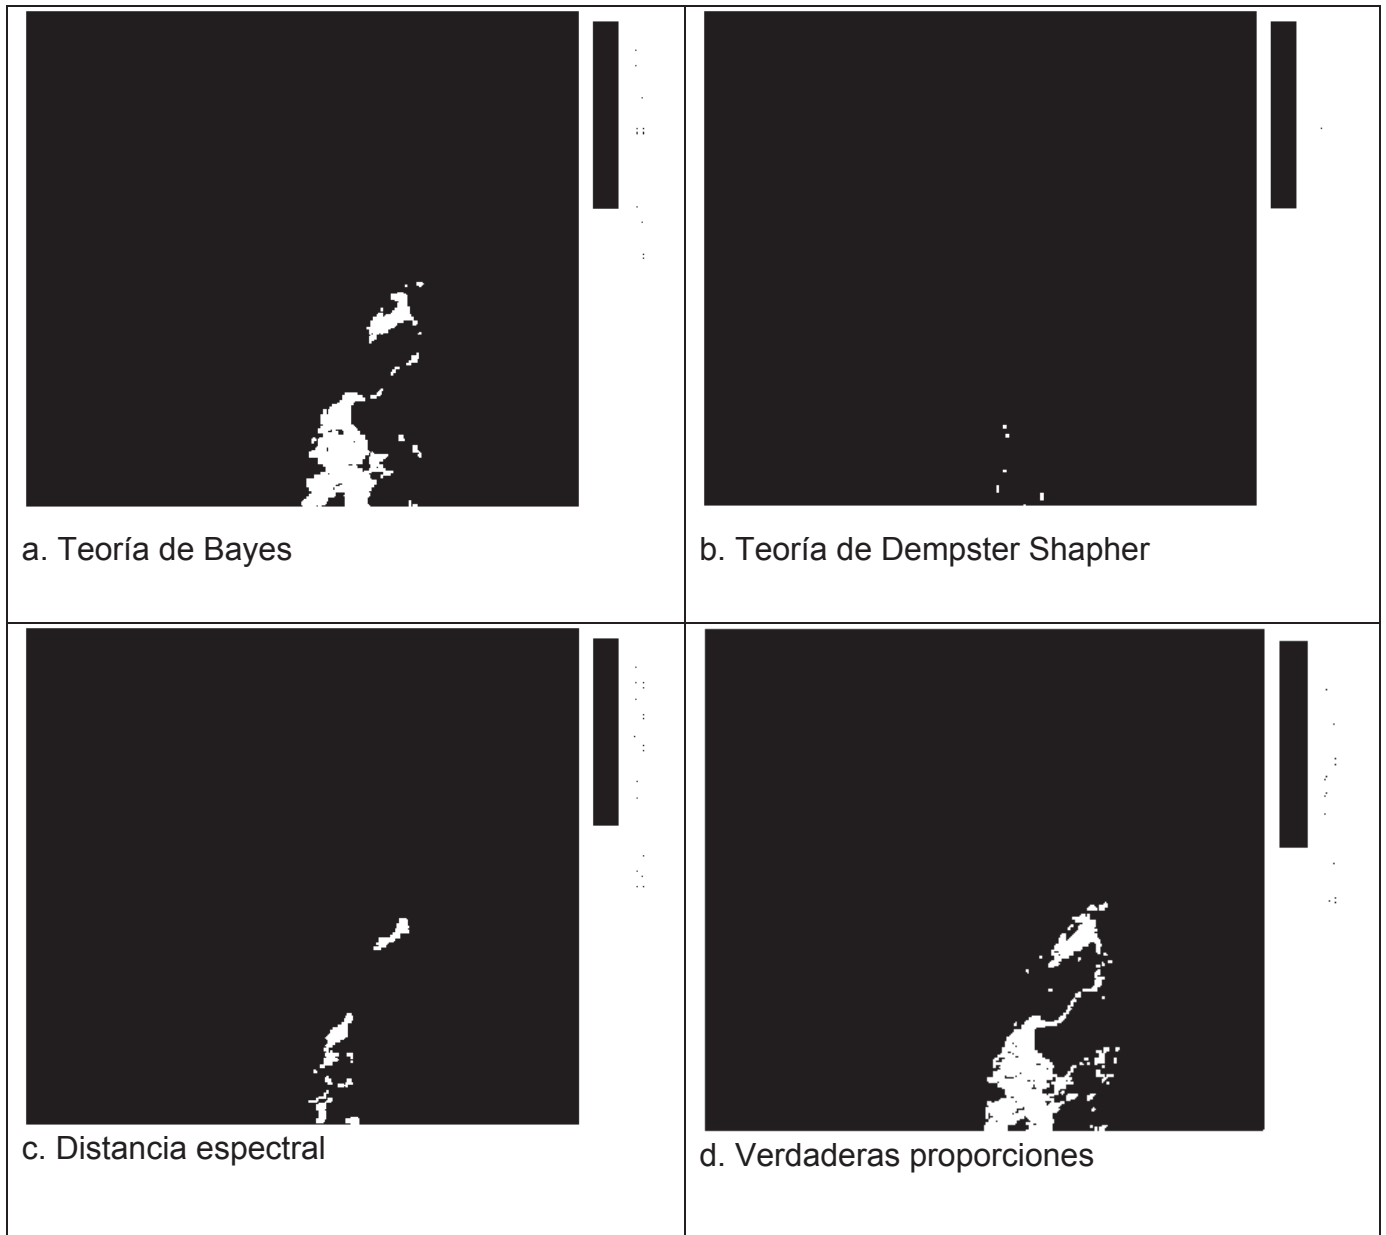 a. Teoría de Bayes
b. Teoría de Dempster Shapher
c. Distancia espectral
d. Verdaderas proporciones